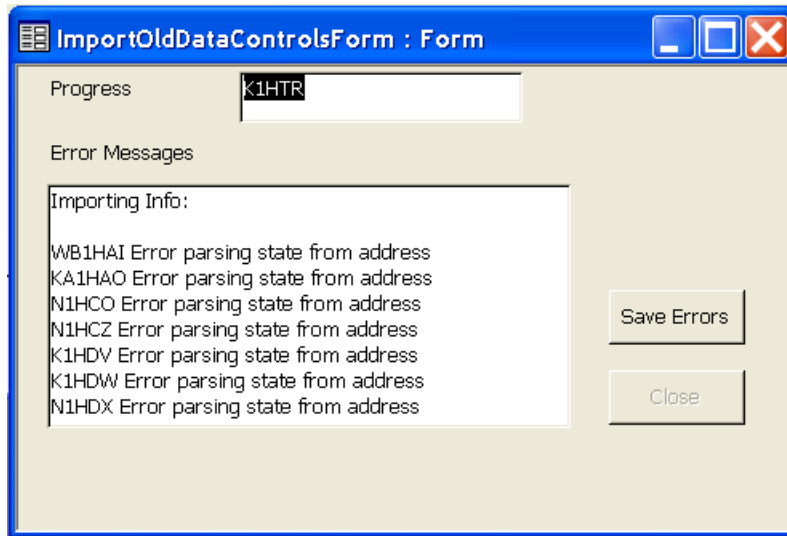 ImportOldDataControlsForm : Form
Progress
K1HTR
Error Messages
Importing Info:
WB1HAI Error parsing state from address
KA1HAO Error parsing state from address
N1HCO Error parsing state from address
N1HCZ Error parsing state from address
K1HDV Error parsing state from address
K1HDW Error parsing state from address
N1HDX Error parsing state from address
Save Errors
Close